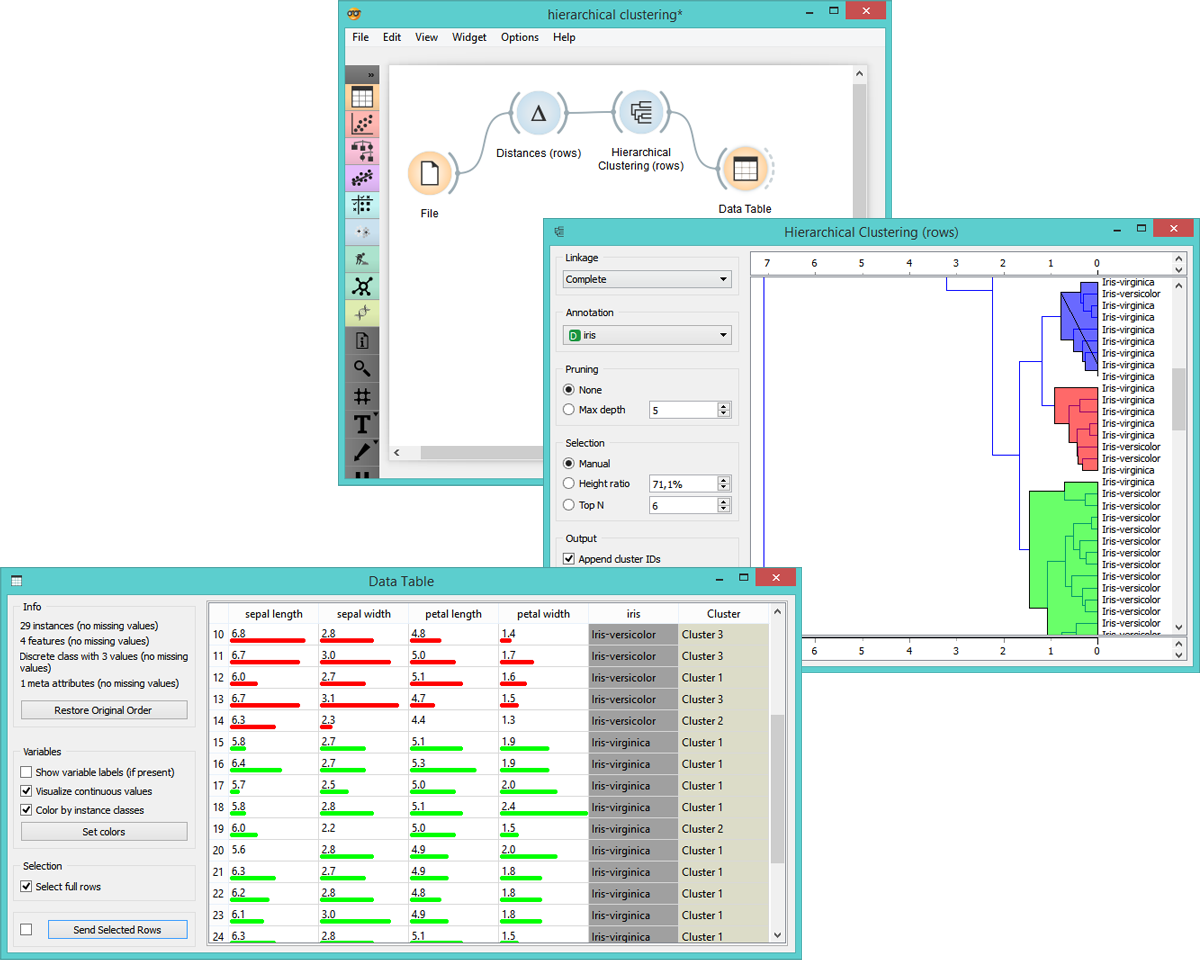 hierarchical clustering*
File Edit View Widget Options Help
»
Δ
Distances (rows)
Hierarchical
Clustering (rows)
File
Data Table
T
Hierarchical Clustering (rows)
Linkage
Complete
Annotation
D iris
Pruning
None
Max depth 5
Selection
Manual
Height ratio 71,1%
Top N 6
Output
Append cluster IDs
7 6 5 4 3 2 1 0
Iris-virginica
Iris-versicolor
Iris-virginica
Iris-virginica
Iris-virginica
Iris-virginica
Iris-virginica
Iris-virginica
Iris-virginica
Iris-virginica
Iris-virginica
Iris-virginica
Iris-virginica
Iris-virginica
Iris-versicolor
Iris-versicolor
Iris-virginica
Iris-virginica
Iris-versicolor
Iris-versicolor
Iris-versicolor
Iris-versicolor
Iris-versicolor
Iris-versicolor
Iris-versicolor
Iris-versicolor
Iris-versicolor
Iris-versicolor
Iris-versicolor
Iris-versicolor
6 5 4 3 2 1 0
Data Table
Info
29 instances (no missing values)
4 features (no missing values)
Discrete class with 3 values (no missing
values)
1 meta attributes (no missing values)
Restore Original Order
Variables
Show variable labels (if present)
Visualize continuous values
Color by instance classes
Set colors
Selection
Select full rows
Send Selected Rows
sepal length sepal width petal length petal width iris Cluster
10 6.8 2.8 4.8 1.4 Iris-versicolor Cluster 3
11 6.7 3.0 5.0 1.7 Iris-versicolor Cluster 3
12 6.0 2.7 5.1 1.6 Iris-versicolor Cluster 1
13 6.7 3.1 4.7 1.5 Iris-versicolor Cluster 3
14 6.3 2.3 4.4 1.3 Iris-versicolor Cluster 2
15 5.8 2.7 5.1 1.9 Iris-virginica Cluster 1
16 6.4 2.7 5.3 1.9 Iris-virginica Cluster 1
17 5.7 2.5 5.0 2.0 Iris-virginica Cluster 1
18 5.8 2.8 5.1 2.4 Iris-virginica Cluster 1
19 6.0 2.2 5.0 1.5 Iris-virginica Cluster 2
20 5.6 2.8 4.9 2.0 Iris-virginica Cluster 1
21 6.3 2.7 4.9 1.8 Iris-virginica Cluster 1
22 6.2 2.8 4.8 1.8 Iris-virginica Cluster 1
23 6.1 3.0 4.9 1.8 Iris-virginica Cluster 1
24 6.3 2.8 5.1 1.5 Iris-virginica Cluster 1